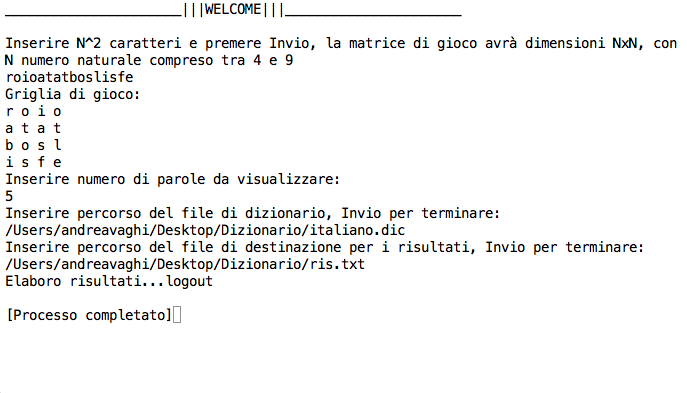 ______________________|||WELCOME|||______________________
Inserire N^2 caratteri e premere Invio, la matrice di gioco avrà dimensioni NxN, con
N numero naturale compreso tra 4 e 9
roioatatboslisfe
Griglia di gioco:
r o i o
a t a t
b o s l
i s f e
Inserire numero di parole da visualizzare:
5
Inserire percorso del file di dizionario, Invio per terminare:
/Users/andreavaghi/Desktop/Dizionario/italiano.dic
Inserire percorso del file di destinazione per i risultati, Invio per terminare:
/Users/andreavaghi/Desktop/Dizionario/ris.txt
Elaboro risultati...logout
[Processo completato]